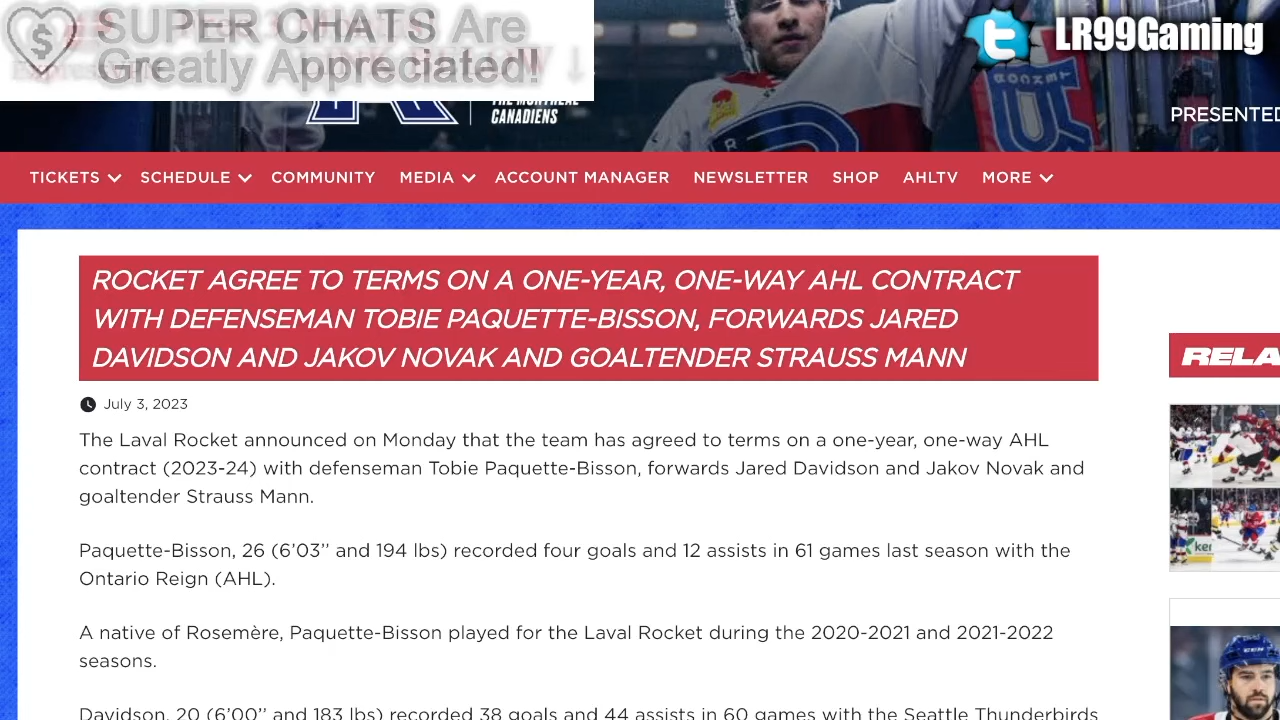 SUPER CHATS Are
Greatly Appreciated!
LR99Gaming
THE MONTREAL
CANADIENS
PRESENTED
TICKETS SCHEDULE COMMUNITY MEDIA ACCOUNT MANAGER NEWSLETTER SHOP AHLTV MORE
ROCKET AGREE TO TERMS ON A ONE-YEAR, ONE-WAY AHL CONTRACT
WITH DEFENSEMAN TOBIE PAQUETTE-BISSON, FORWARDS JARED
DAVIDSON AND JAKOV NOVAK AND GOALTENDER STRAUSS MANN
RELA
July 3, 2023
The Laval Rocket announced on Monday that the team has agreed to terms on a one-year, one-way AHL
contract (2023-24) with defenseman Tobie Paquette-Bisson, forwards Jared Davidson and Jakov Novak and
goaltender Strauss Mann.
Paquette-Bisson, 26 (6’03’’ and 194 lbs) recorded four goals and 12 assists in 61 games last season with the
Ontario Reign (AHL).
A native of Rosemère, Paquette-Bisson played for the Laval Rocket during the 2020-2021 and 2021-2022
seasons.
Davidson, 20 (6’00’’ and 183 lbs) recorded 38 goals and 44 assists in 60 games with the Seattle Thunderbirds